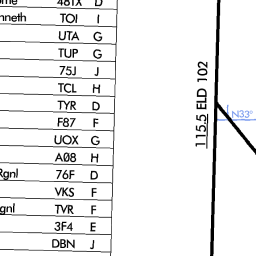 481X D
nneth TOI I
UTA G
TUP G
75J J
TCL H
TYR D
F87 F
UOX G
A08 H
Rgnl 76F D
VKS F
gnl TVR F
3F4 E
DBN J
115.5 ELD 102
N33°